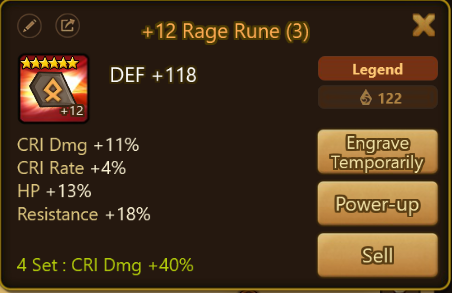 +12 Rage Rune (3)
DEF +118
Legend
122
+12
CRI Dmg +11%
CRI Rate +4%
HP +13%
Resistance +18%
4 Set : CRI Dmg +40%
Engrave
Temporarily
Power-up
Sell